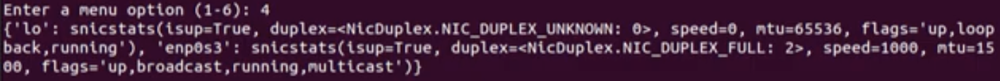 Enter a menu option (1-6): 4
{'lo': snicstats(isup=True, duplex=<NicDuplex.NIC_DUPLEX_UNKNOWN: 0>, speed=0, mtu=65536, flags='up,loop
back,running'), 'enp0s3': snicstats(isup=True, duplex=<NicDuplex.NIC_DUPLEX_FULL: 2>, speed=1000, mtu=15
00, flags='up,broadcast,running,multicast')}